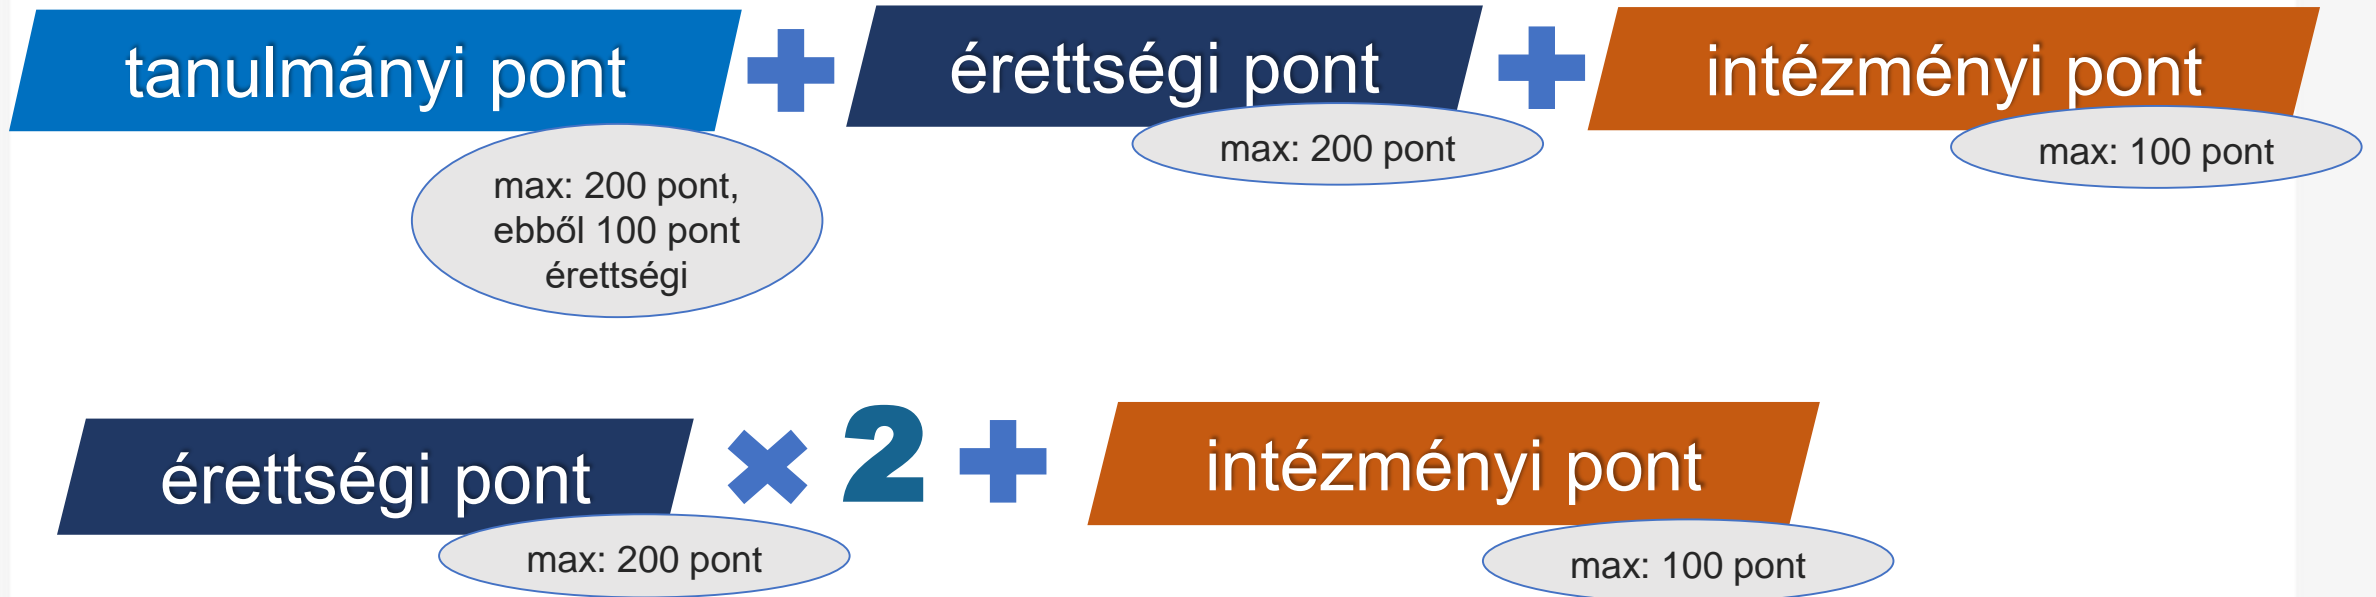 tanulmányi pont
érettségi pont
intézményi pont
max: 200 pont,
ebből 100 pont
érettségi
max: 200 pont
max: 100 pont
érettségi pont
2
intézményi pont
max: 200 pont
max: 100 pont